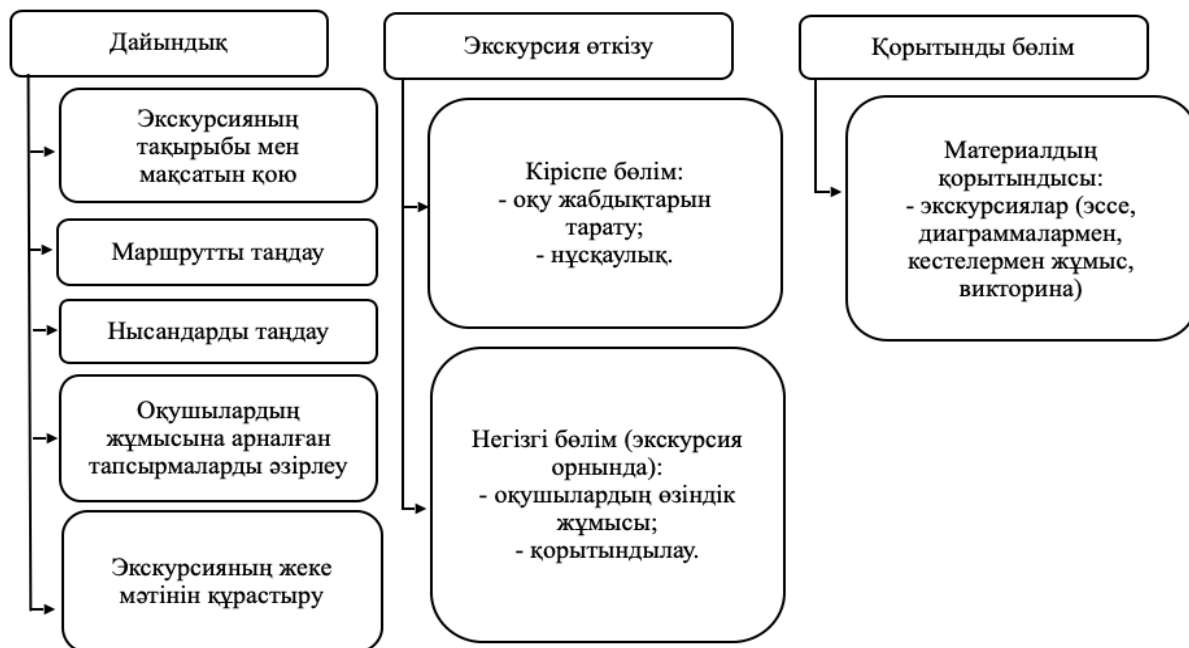 Дайындық
Экскурсияның
тақырыбы мен
мақсатын қою
Маршрутты таңдау
Нысандарды таңдау
Оқушылардың
жұмысына арналған
тапсырмаларды әзірлеу
Экскурсияның жеке
мәтінін құрастыру
Экскурсия өткізу
Кіріспе бөлім:
- оқу жабдықтарын
тарату;
- нұсқаулық.
Негізгі бөлім (экскурсия
орнында):
- оқушылардың өзіндік
жұмысы;
- қорытындылау.
Қорытынды бөлім
Материалдың
қорытындысы:
- экскурсиялар (эссе,
диаграммалармен,
кестелермен жұмыс,
викторина)